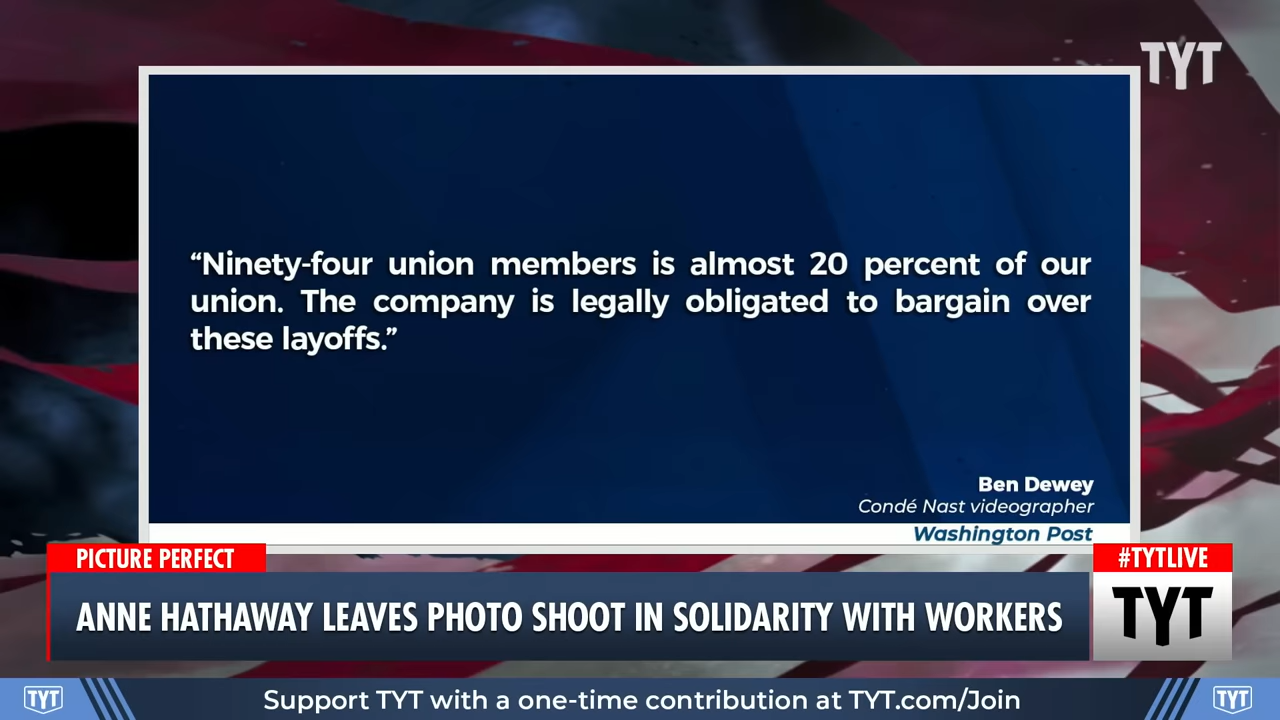 TYT
“Ninety-four union members is almost 20 percent of our
union. The company is legally obligated to bargain over
these layoffs.”
Ben Dewey
Condé Nast videographer
Washington Post
PICTURE PERFECT
#TYTLIVE
ANNE HATHAWAY LEAVES PHOTO SHOOT IN SOLIDARITY WITH WORKERS
TYT
TYT
Support TYT with a one-time contribution at TYT.com/Join
TYT